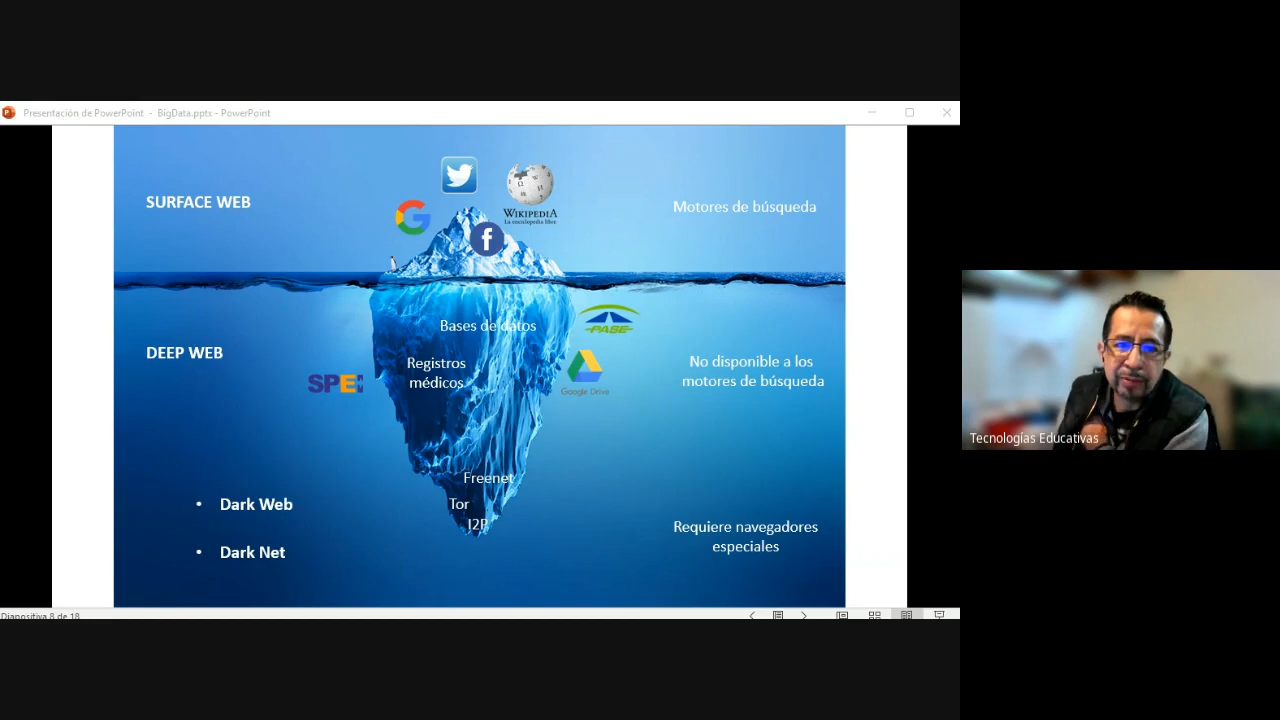 Presentación de PowerPoint - BigData.pptx - PowerPoint
SURFACE WEB
WIKIPEDIA
La enciclopedia libre
Motores de búsqueda
Bases de datos
PASE
DEEP WEB
Registros
médicos
SPEI
Google Drive
No disponible a los
motores de búsqueda
Freenet
• Dark Web
Tor
I2P
Requiere navegadores
especiales
• Dark Net
Diapositiva 8 de 18
Tecnologías Educativas